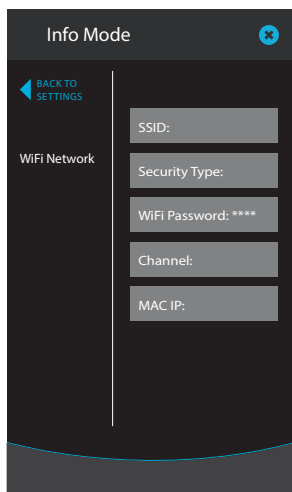 Info Mode
BACK TO
SETTINGS
WiFi Network
SSID:
Security Type:
WiFi Password: ****
Channel:
MAC IP: